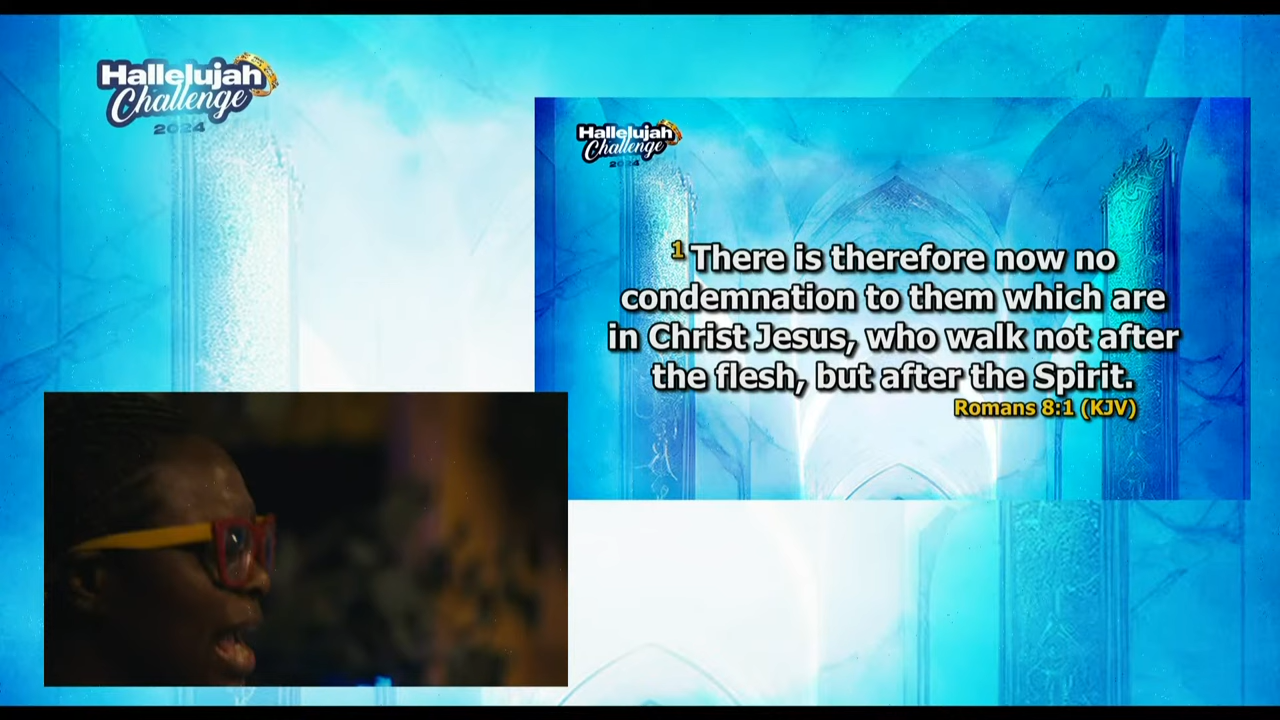 Hallelujah
Challenge
2024
Hallelujah
Challenge
2024
1 There is therefore now no
condemnation to them which are
in Christ Jesus, who walk not after
the flesh, but after the Spirit.
Romans 8:1 (KJV)